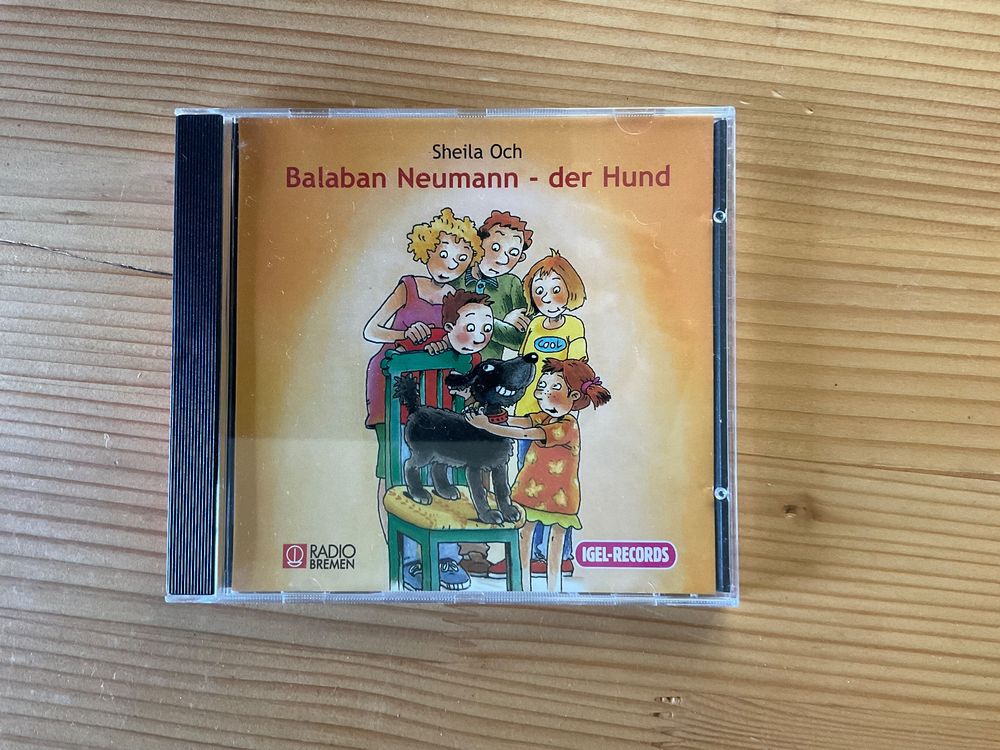 Sheila Och
Balaban Neumann - der Hund
COOL
RADIO
BREMEN
IGEL-RECORDS